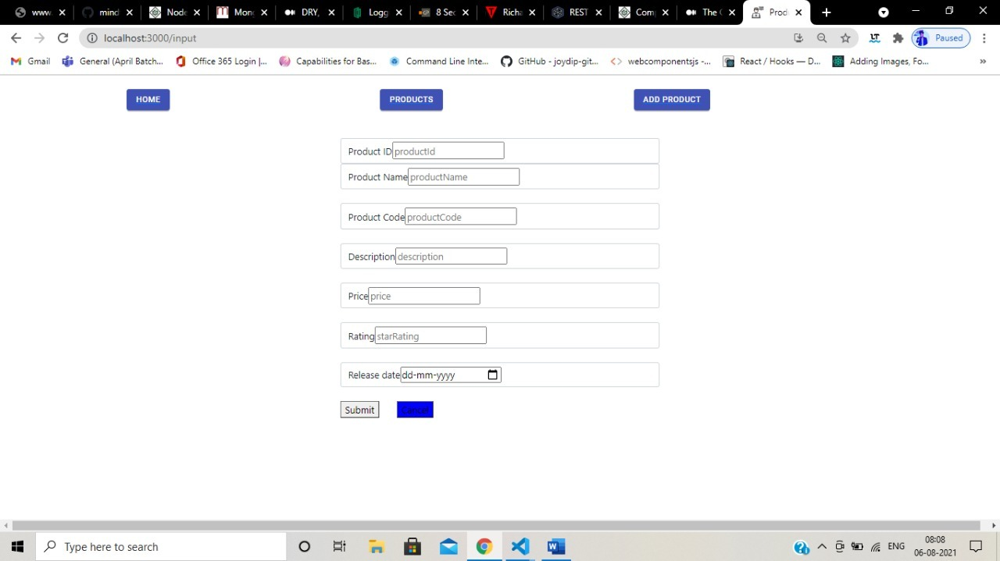 www. mind Node Mong DRY, Logg 8 Sec Richa REST Comp The C Prod
localhost:3000/input Paused
Gmail General (April Batch... Office 365 Login |... Capabilities for Bas... Command Line Inte... GitHub - joydip-git... webcomponentsjs -... React / Hooks — D... Adding Images, Fo... »
HOME PRODUCTS ADD PRODUCT
Product ID productId
Product Name productName
Product Code productCode
Description description
Price price
Rating starRating
Release date dd-mm-yyyy
Submit Cancel
Type here to search ENG 08:08
06-08-2021